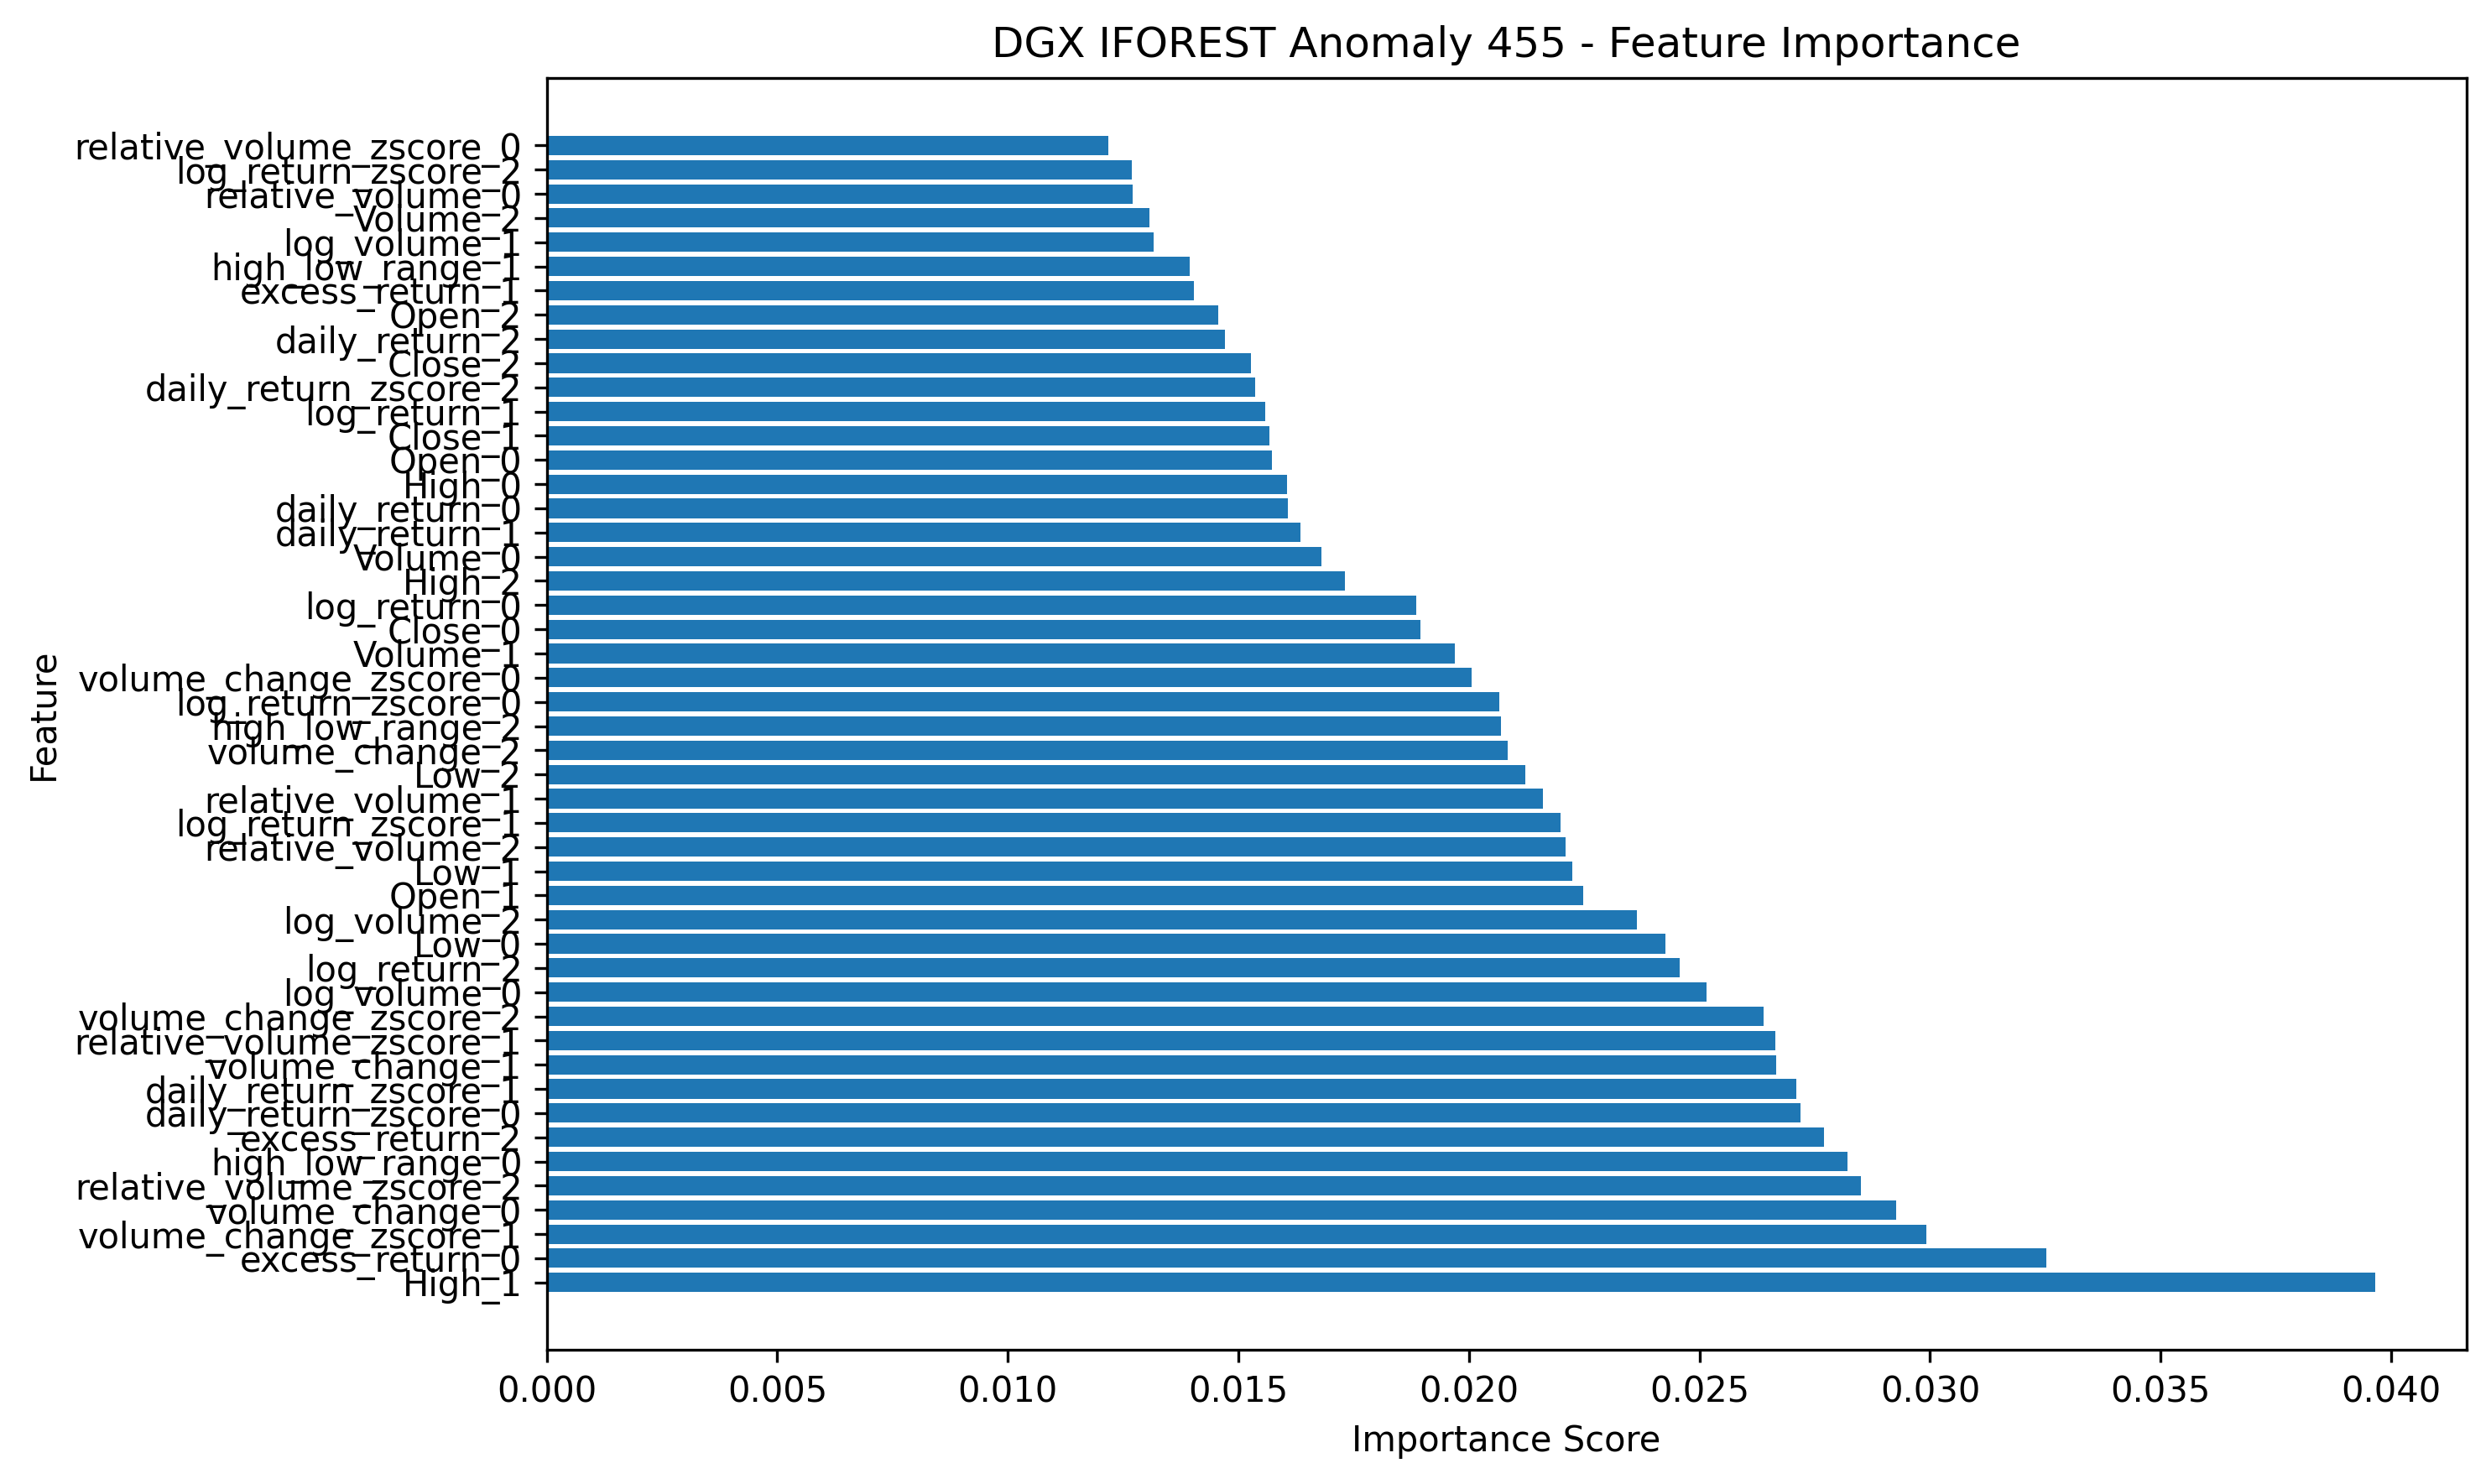 DGX IFOREST Anomaly 455 - Feature Importance
relative_volume_zscore_0
log_return_zscore_2
relative_volume_0
Volume_2
log_volume_1
high_low_range_1
excess_return_1
Open_2
daily_return_2
Close_2
daily_return_zscore_2
log_return_1
Close_1
Open_0
High_0
daily_return_0
daily_return_1
Volume_0
High_2
log_return_0
Close_0
Volume_1
volume_change_zscore_0
log_return_zscore_0
high_low_range_2
volume_change_2
Low_2
relative_volume_1
log_return_zscore_1
relative_volume_2
Low_1
Open_1
log_volume_2
Low_0
log_return_2
log_volume_0
volume_change_zscore_2
relative_volume_zscore_1
volume_change_1
daily_return_zscore_1
daily_return_zscore_0
excess_return_2
high_low_range_0
relative_volume_zscore_2
volume_change_0
volume_change_zscore_1
excess_return_0
High_1
Feature
0.000 0.005 0.010 0.015 0.020 0.025 0.030 0.035 0.040
Importance Score